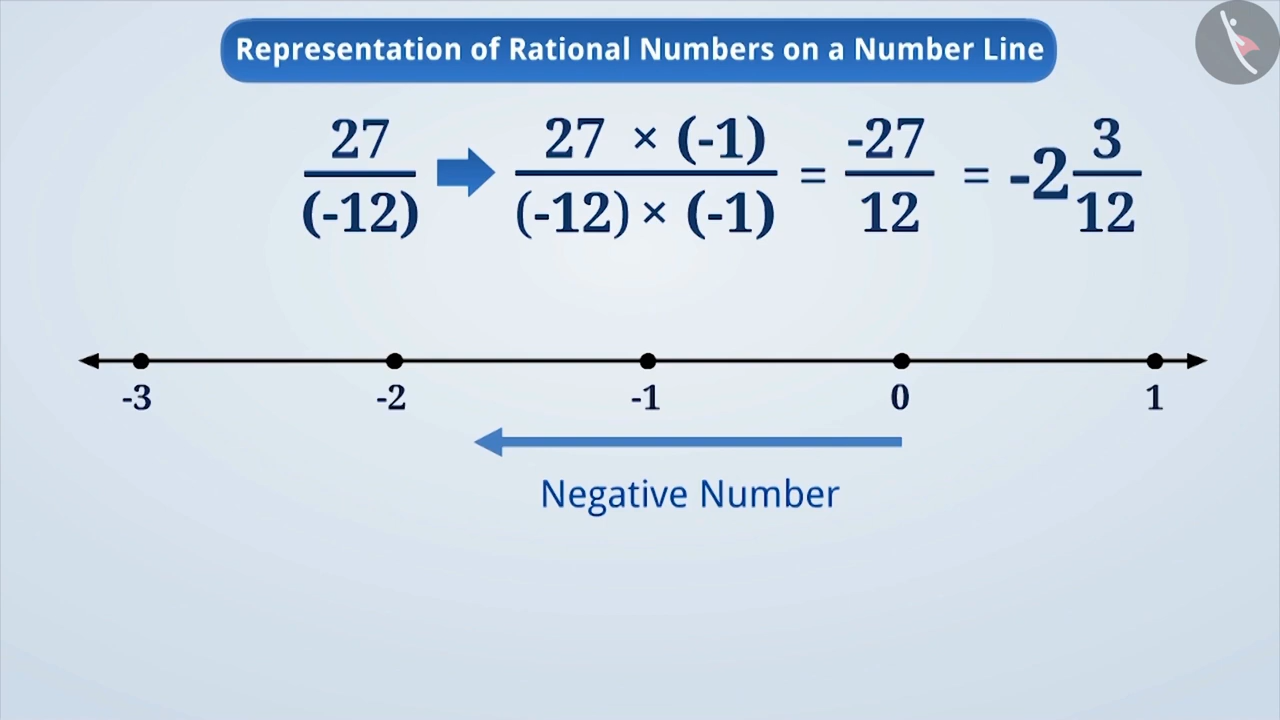 Representation of Rational Numbers on a Number Line
27 / (-12) ➡ 27 × (-1) / (-12) × (-1) = -27 / 12 = -2 3 / 12
-3 -2 -1 0 1
Negative Number